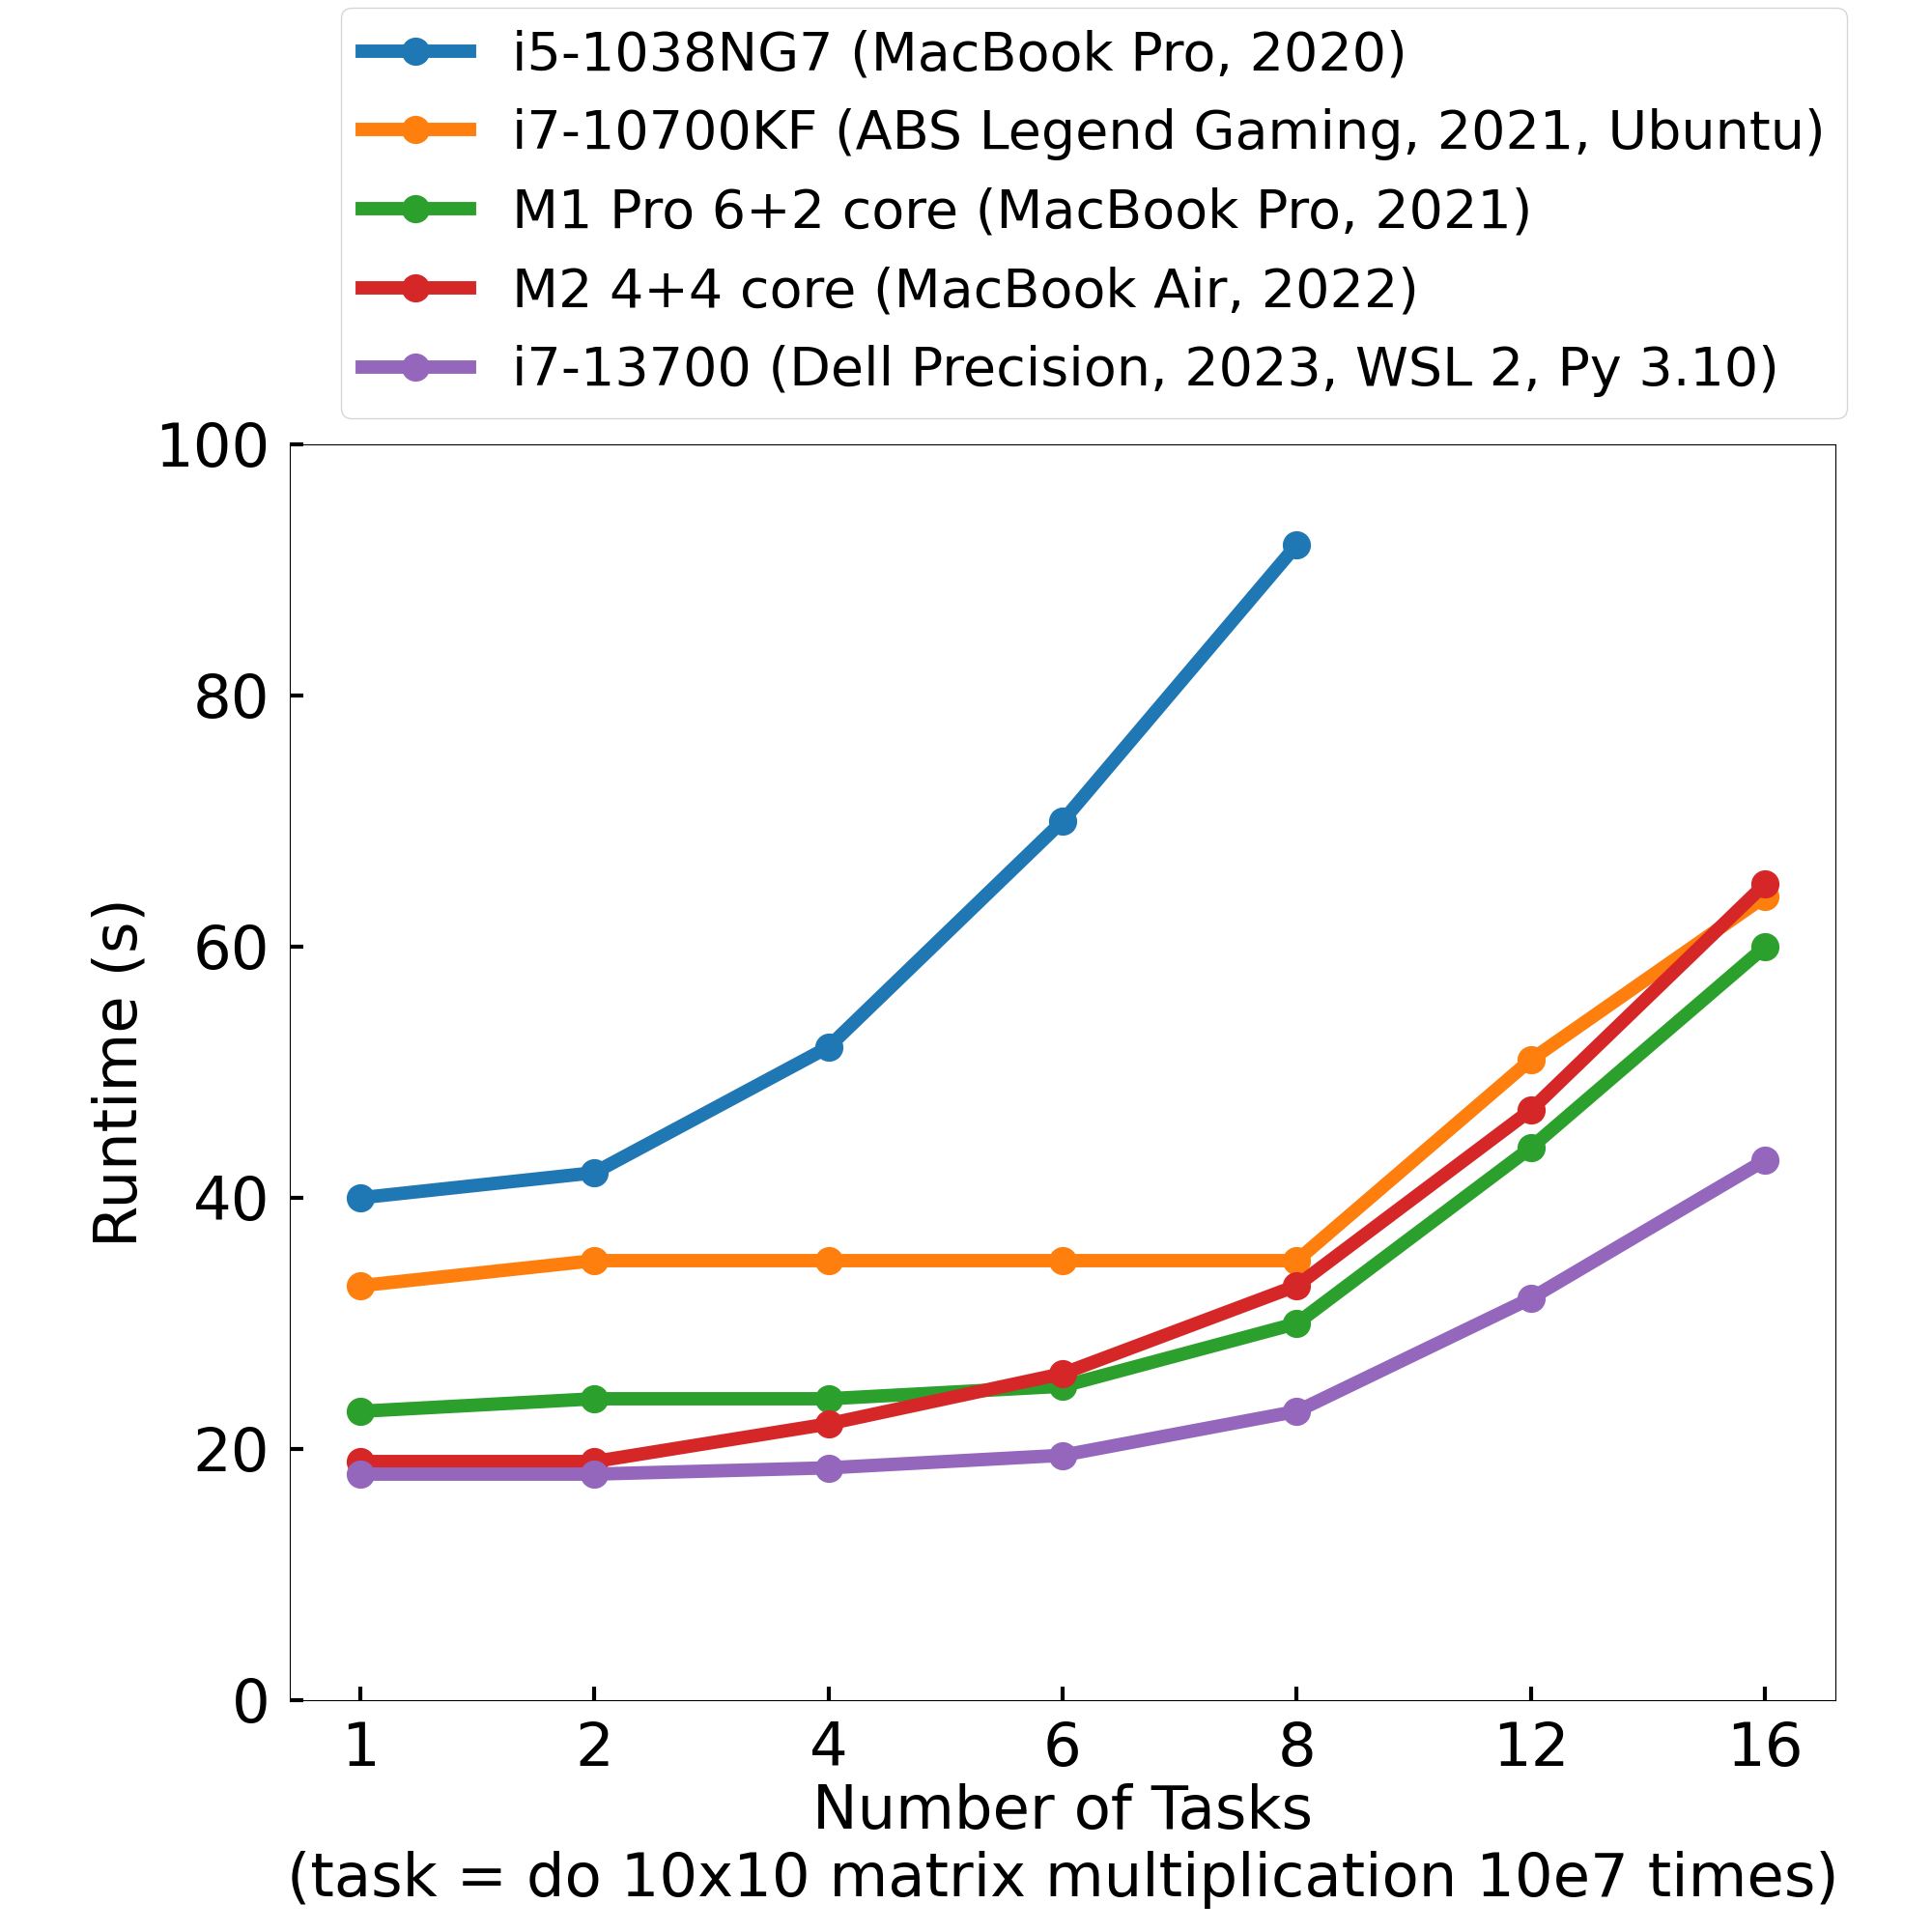 i5-1038NG7 (MacBook Pro, 2020)
i7-10700KF (ABS Legend Gaming, 2021, Ubuntu)
M1 Pro 6+2 core (MacBook Pro, 2021)
M2 4+4 core (MacBook Air, 2022)
i7-13700 (Dell Precision, 2023, WSL 2, Py 3.10)
100
80
60
40
20
0
Runtime (s)
1 2 4 6 8 12 16
Number of Tasks
(task = do 10x10 matrix multiplication 10e7 times)